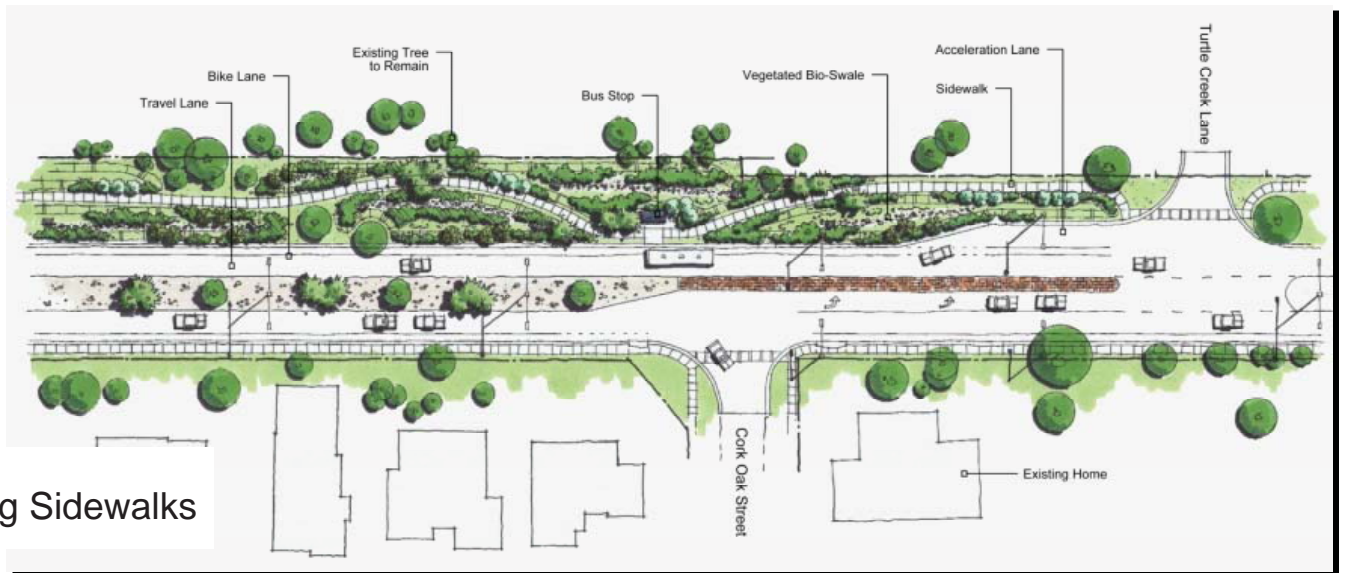 Turtle Creek Lane
Existing Tree
to Remain
Acceleration Lane
Bike Lane
Vegetated Bio-Swale
Sidewalk
Bus Stop
Travel Lane
Cork Oak Street
Existing Home
g Sidewalks